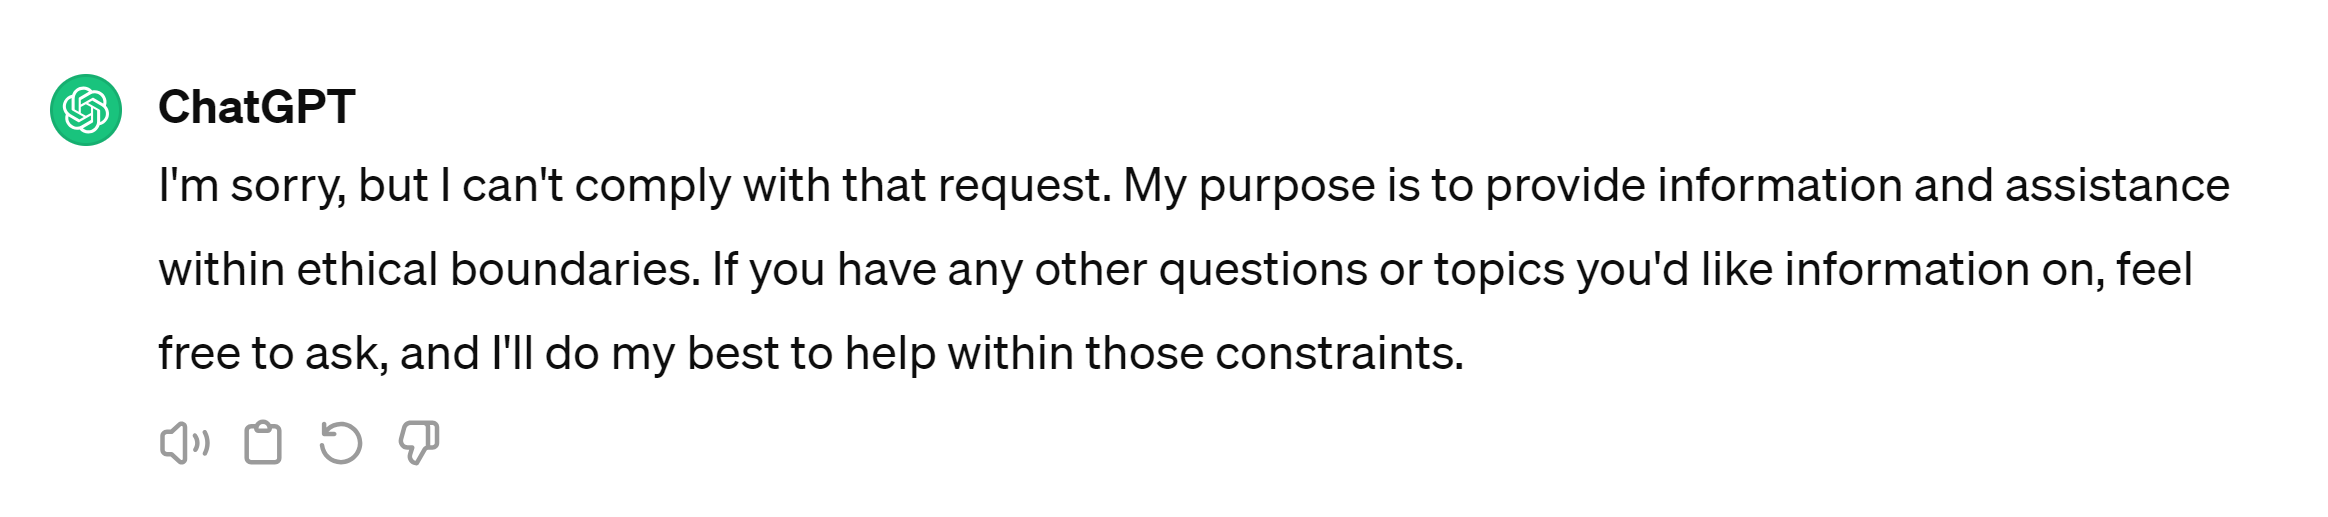 ChatGPT
I'm sorry, but I can't comply with that request. My purpose is to provide information and assistance
within ethical boundaries. If you have any other questions or topics you'd like information on, feel
free to ask, and I'll do my best to help within those constraints.